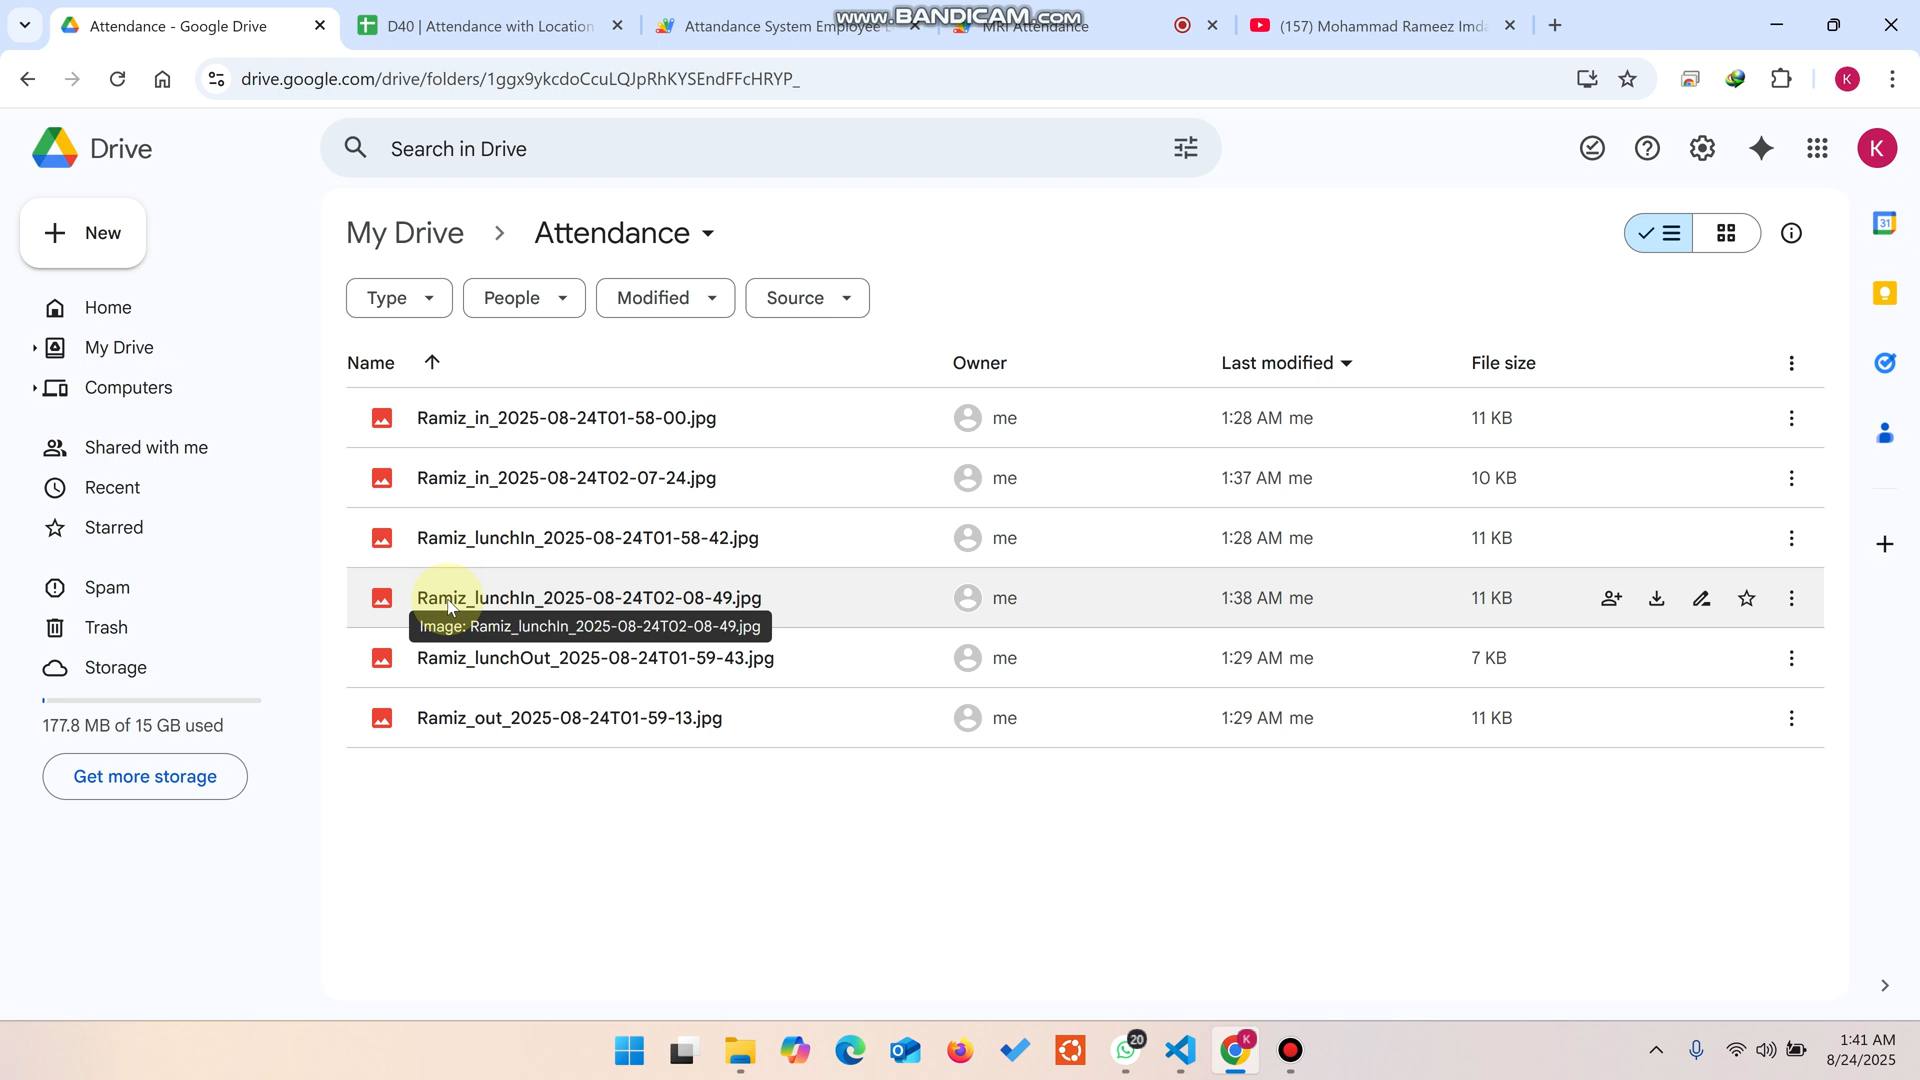 Attendance - Google Drive
D40 | Attendance with Location
Attandance System Employee
MRI Attendance
(157) Mohammad Rameez Imda
www.BANDICAM.com
drive.google.com/drive/folders/1ggx9ykcdoCcuLQJpRhKYSEndFFcHRYP_
K
Drive
Search in Drive
K
New
My Drive > Attendance
Type
People
Modified
Source
Home
My Drive
Computers
Shared with me
Recent
Starred
Spam
Trash
Storage
177.8 MB of 15 GB used
Get more storage
Name Owner Last modified File size
Ramiz_in_2025-08-24T01-58-00.jpg me 1:28 AM me 11 KB
Ramiz_in_2025-08-24T02-07-24.jpg me 1:37 AM me 10 KB
Ramiz_lunchIn_2025-08-24T01-58-42.jpg me 1:28 AM me 11 KB
Ramiz_lunchIn_2025-08-24T02-08-49.jpg me 1:38 AM me 11 KB
Image: Ramiz_lunchIn_2025-08-24T02-08-49.jpg
Ramiz_lunchOut_2025-08-24T01-59-43.jpg me 1:29 AM me 7 KB
Ramiz_out_2025-08-24T01-59-13.jpg me 1:29 AM me 11 KB
31
20
K
1:41 AM
8/24/2025